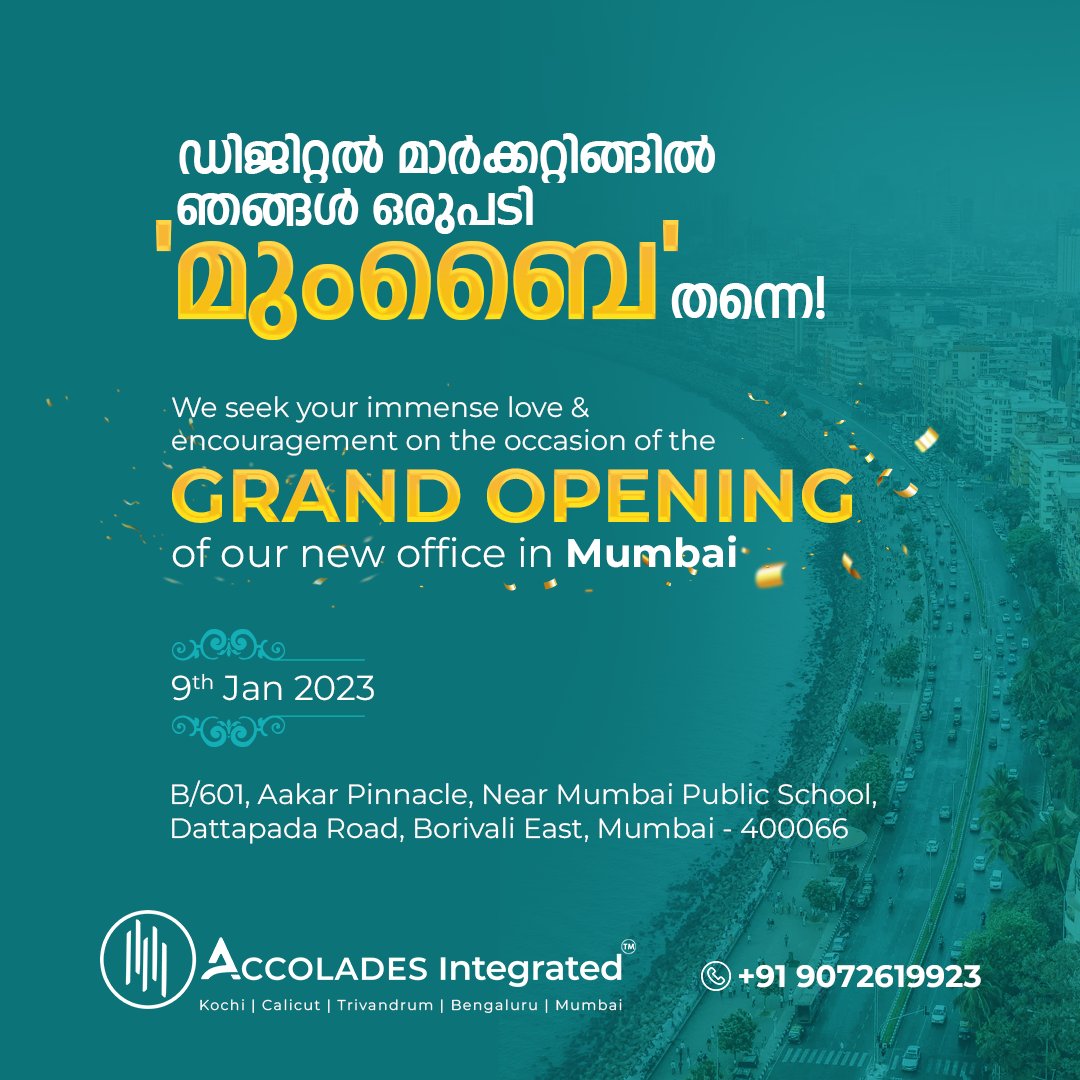 ഡിജിറ്റൽ മാർക്കറ്റിങ്ങിൽ
ഞങ്ങൾ ഒരുപടി
'മുംബൈ' തന്നെ!
We seek your immense love &
encouragement on the occasion of the
GRAND OPENING
of our new office in Mumbai
9th Jan 2023
B/601, Aakar Pinnacle, Near Mumbai Public School,
Dattapada Road, Borivali East, Mumbai - 400066
ACCOLADES Integrated TM
Kochi | Calicut | Trivandrum | Bengaluru | Mumbai
+91 9072619923